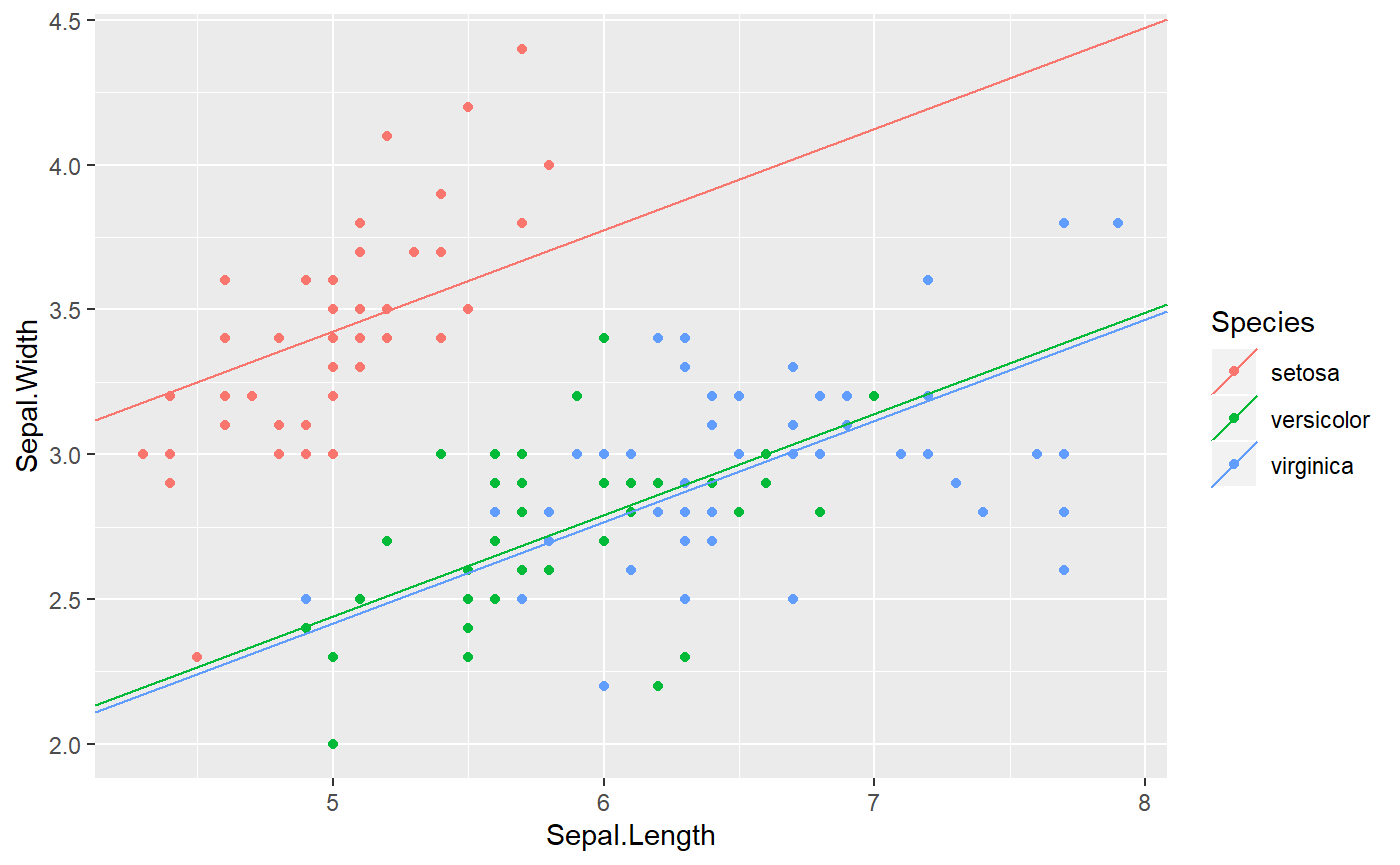 4.5
4.0
3.5
3.0
2.5
2.0
Sepal.Width
5 6 7 8
Sepal.Length
Species
setosa
versicolor
virginica